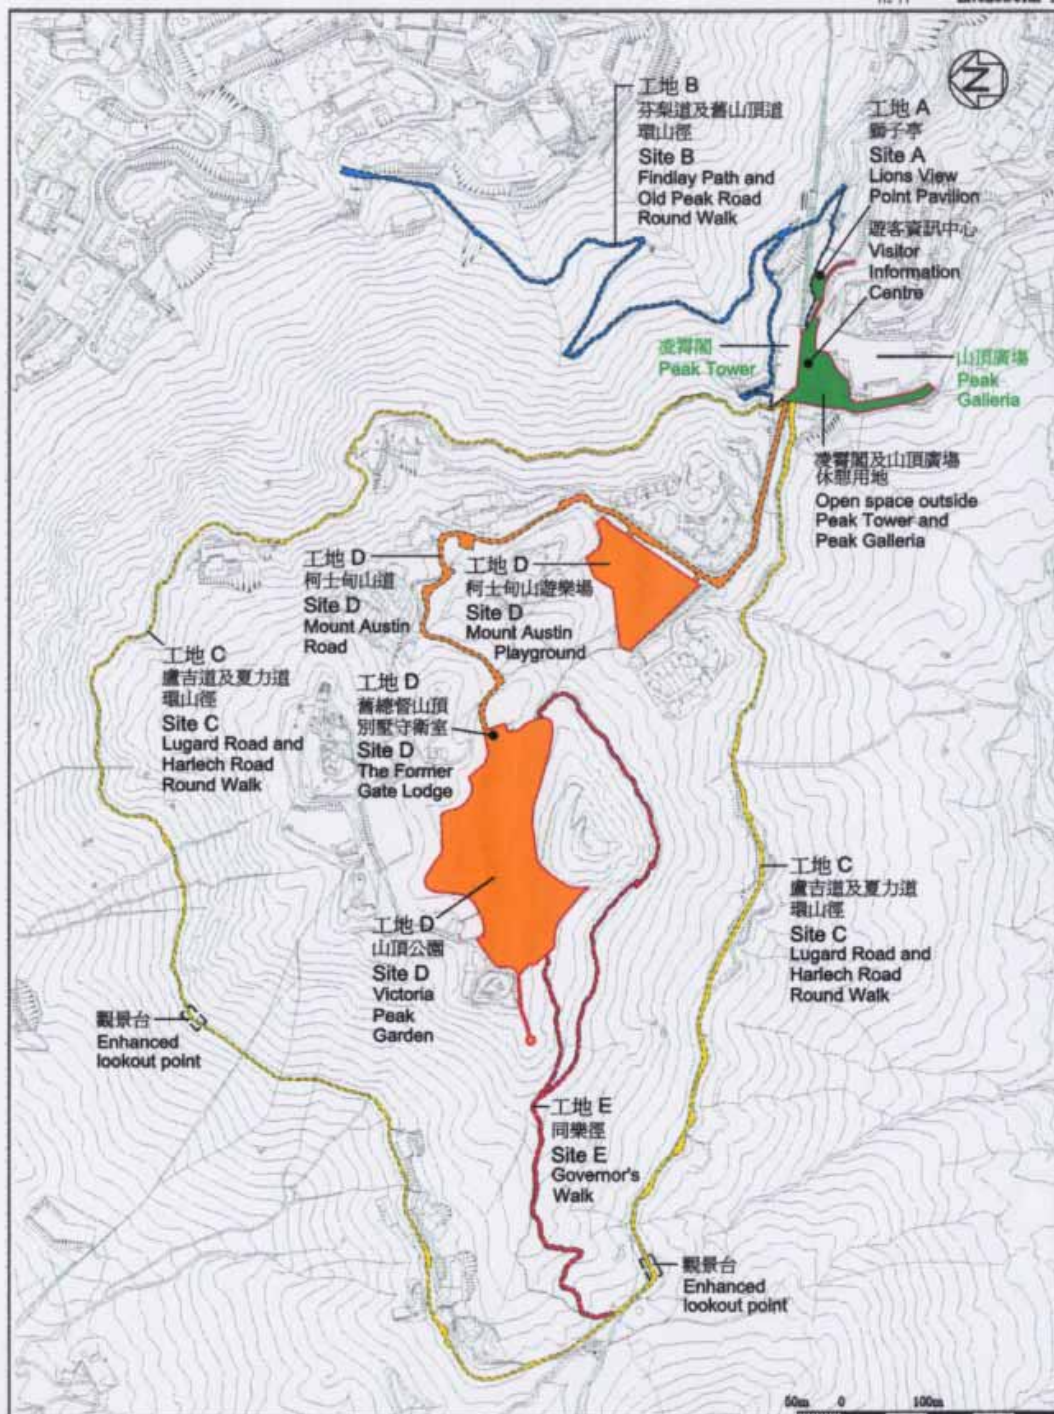 工地 B
芬梨道及舊山頂道
環山徑
Site B
Findlay Path and
Old Peak Road
Round Walk
N
工地 A
獅子亭
Site A
Lions View
Point Pavilion
遊客資訊中心
Visitor
Information
Centre
凌霄閣
Peak Tower
山頂廣場
Peak
Galleria
凌霄閣及山頂廣場
休憩用地
Open space outside
Peak Tower and
Peak Galleria
工地 D
柯士甸山道
Site D
Mount Austin
Road
工地 D
柯士甸山遊樂場
Site D
Mount Austin
Playground
工地 C
盧吉道及夏力道
環山徑
Site C
Lugard Road and
Harlech Road
Round Walk
工地 D
舊總督山頂
別墅守衛室
Site D
The Former
Gate Lodge
工地 C
盧吉道及夏力道
環山徑
Site C
Lugard Road and
Harlech Road
Round Walk
工地 D
山頂公園
Site D
Victoria
Peak
Garden
觀景台
Enhanced
lookout point
工地 E
同樂徑
Site E
Governor's
Walk
觀景台
Enhanced
lookout point
50m 0 100m